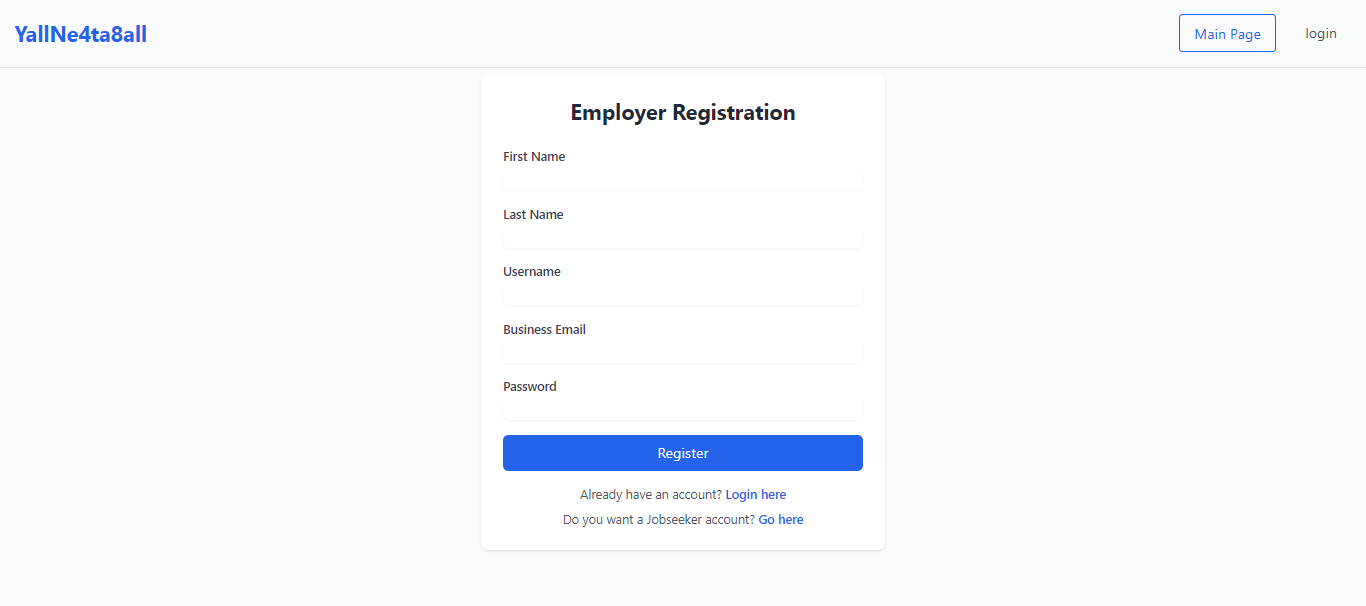 YallNe4ta8all
Main Page
login
Employer Registration
First Name
Last Name
Username
Business Email
Password
Register
Already have an account? Login here
Do you want a Jobseeker account? Go here